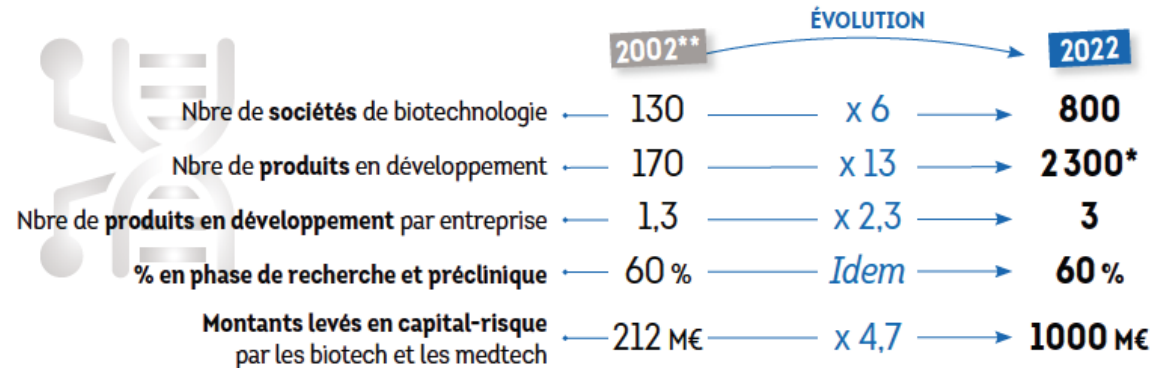 ÉVOLUTION
2002** 2022
Nbre de sociétés de biotechnologie 130 x 6 800
Nbre de produits en développement 170 x 13 2 300*
Nbre de produits en développement par entreprise 1,3 x 2,3 3
% en phase de recherche et préclinique 60 % Idem 60 %
Montants levés en capital-risque
par les biotech et les medtech 212 M€ x 4,7 1000 M€